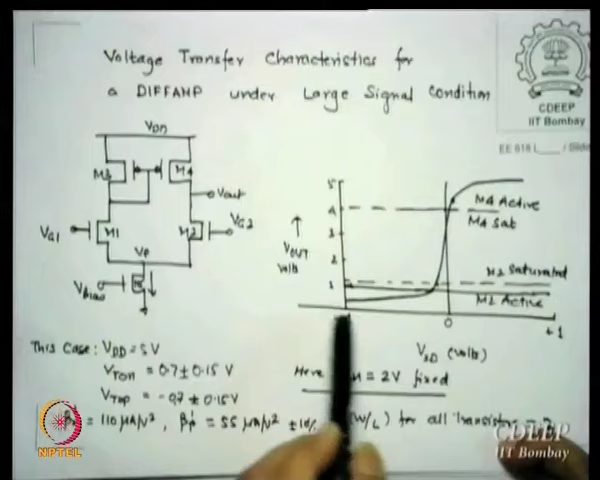 Voltage Transfer Characteristics for
a DIFFAMP under Large Signal Condition
CDEEP
IIT Bombay
EE 618 L / Slide
VDD
M3
M4
Vout
VG1
M1
M2
VG2
VP
VBias
5
4
3
2
1
VOUT
volts
M4 Active
M4 Sat
M2 Saturated
M2 Active
0
+1
VID (volts)
This Case: VDD = 5V
VTON = 0.7 ± 0.15 V
VTOP = -0.7 ± 0.15V
= 110 μA/V², βp' = 55 μA/V² ± 10% (W/L) for all Transistors = 2
Here = 2V fixed
NPTEL
CDEEP
IIT Bombay